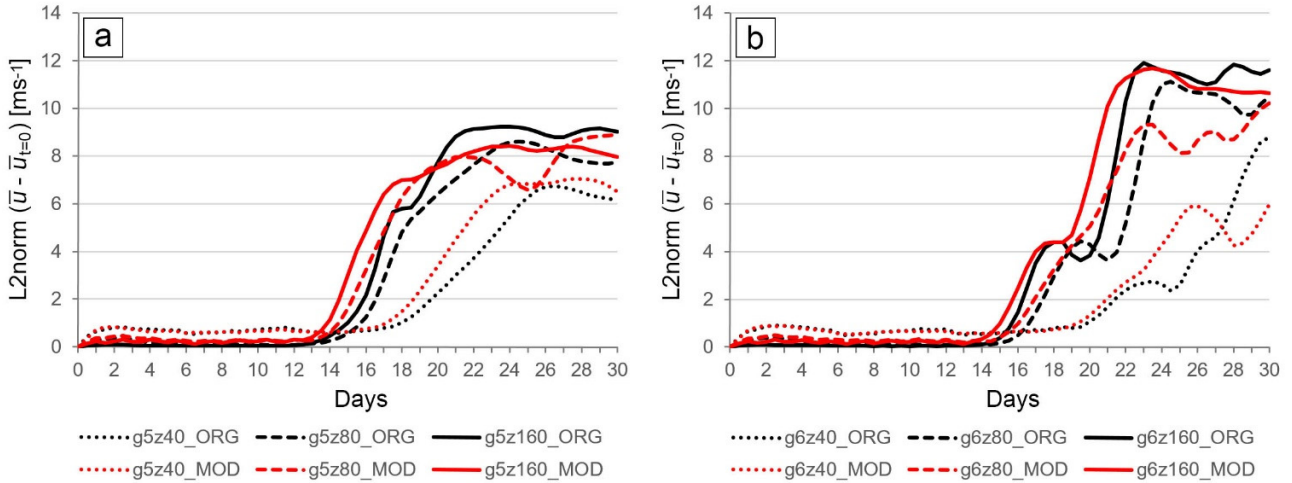 a
L2norm (u̅ - u̅t=0) [ms-1]
14
12
10
8
6
4
2
0
0 2 4 6 8 10 12 14 16 18 20 22 24 26 28 30
Days
g5z40_ORG g5z80_ORG g5z160_ORG
g5z40_MOD g5z80_MOD g5z160_MOD
b
L2norm (u̅ - u̅t=0) [ms-1]
14
12
10
8
6
4
2
0
0 2 4 6 8 10 12 14 16 18 20 22 24 26 28 30
Days
g6z40_ORG g6z80_ORG g6z160_ORG
g6z40_MOD g6z80_MOD g6z160_MOD